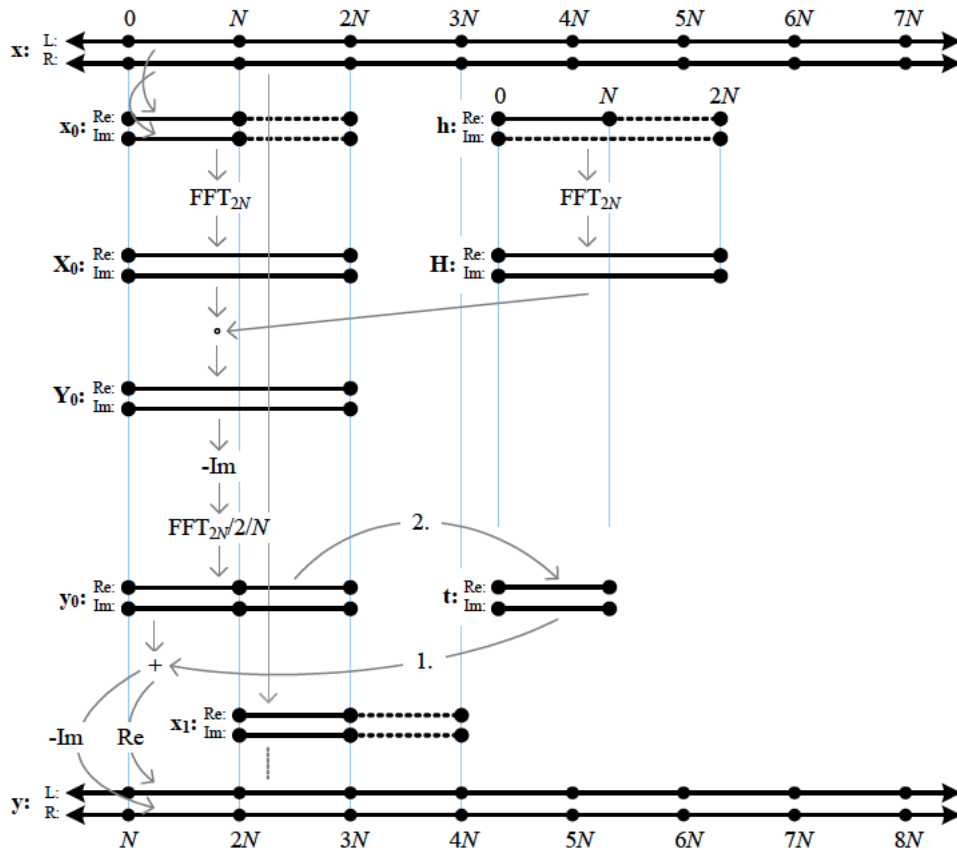 0 N 2N 3N 4N 5N 6N 7N
x: L:
R:
0 N 2N
x₀: Re:
Im:
h: Re:
Im:
FFT₂N FFT₂N
X₀: Re:
Im:
H: Re:
Im:
∘
Y₀: Re:
Im:
-Im
FFT₂N/2/N 2.
y₀: Re:
Im:
t: Re:
Im:
+ 1.
x₁: Re:
Im:
-Im Re
y: L:
R:
N 2N 3N 4N 5N 6N 7N 8N